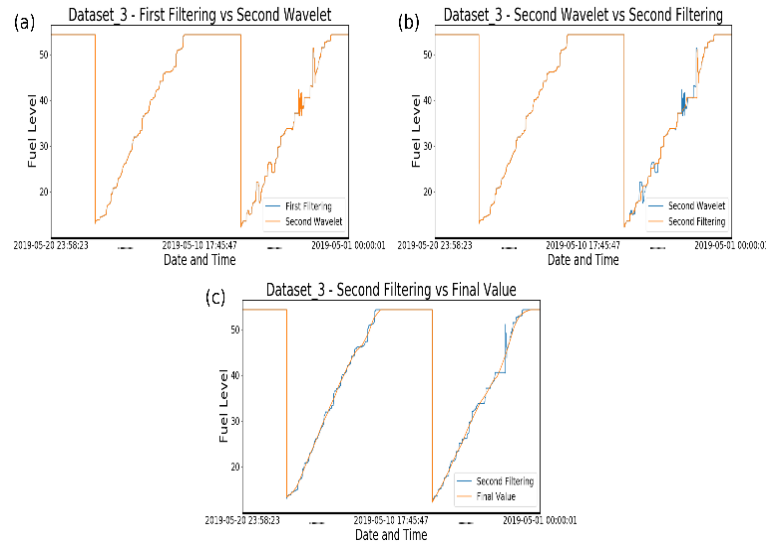 (a)
Dataset_3 - First Filtering vs Second Wavelet
50
40
30
20
Fuel Level
First Filtering
Second Wavelet
2019-05-20 23:58:23
2019-05-10 17:45:47
2019-05-01 00:00:01
Date and Time
(b)
Dataset_3 - Second Wavelet vs Second Filtering
50
40
30
20
Fuel Level
Second Wavelet
Second Filtering
2019-05-20 23:58:23
2019-05-10 17:45:47
2019-05-01 00:00:01
Date and Time
(c)
Dataset_3 - Second Filtering vs Final Value
50
40
30
20
Fuel Level
Second Filtering
Final Value
2019-05-20 23:58:23
2019-05-10 17:45:47
2019-05-01 00:00:01
Date and Time